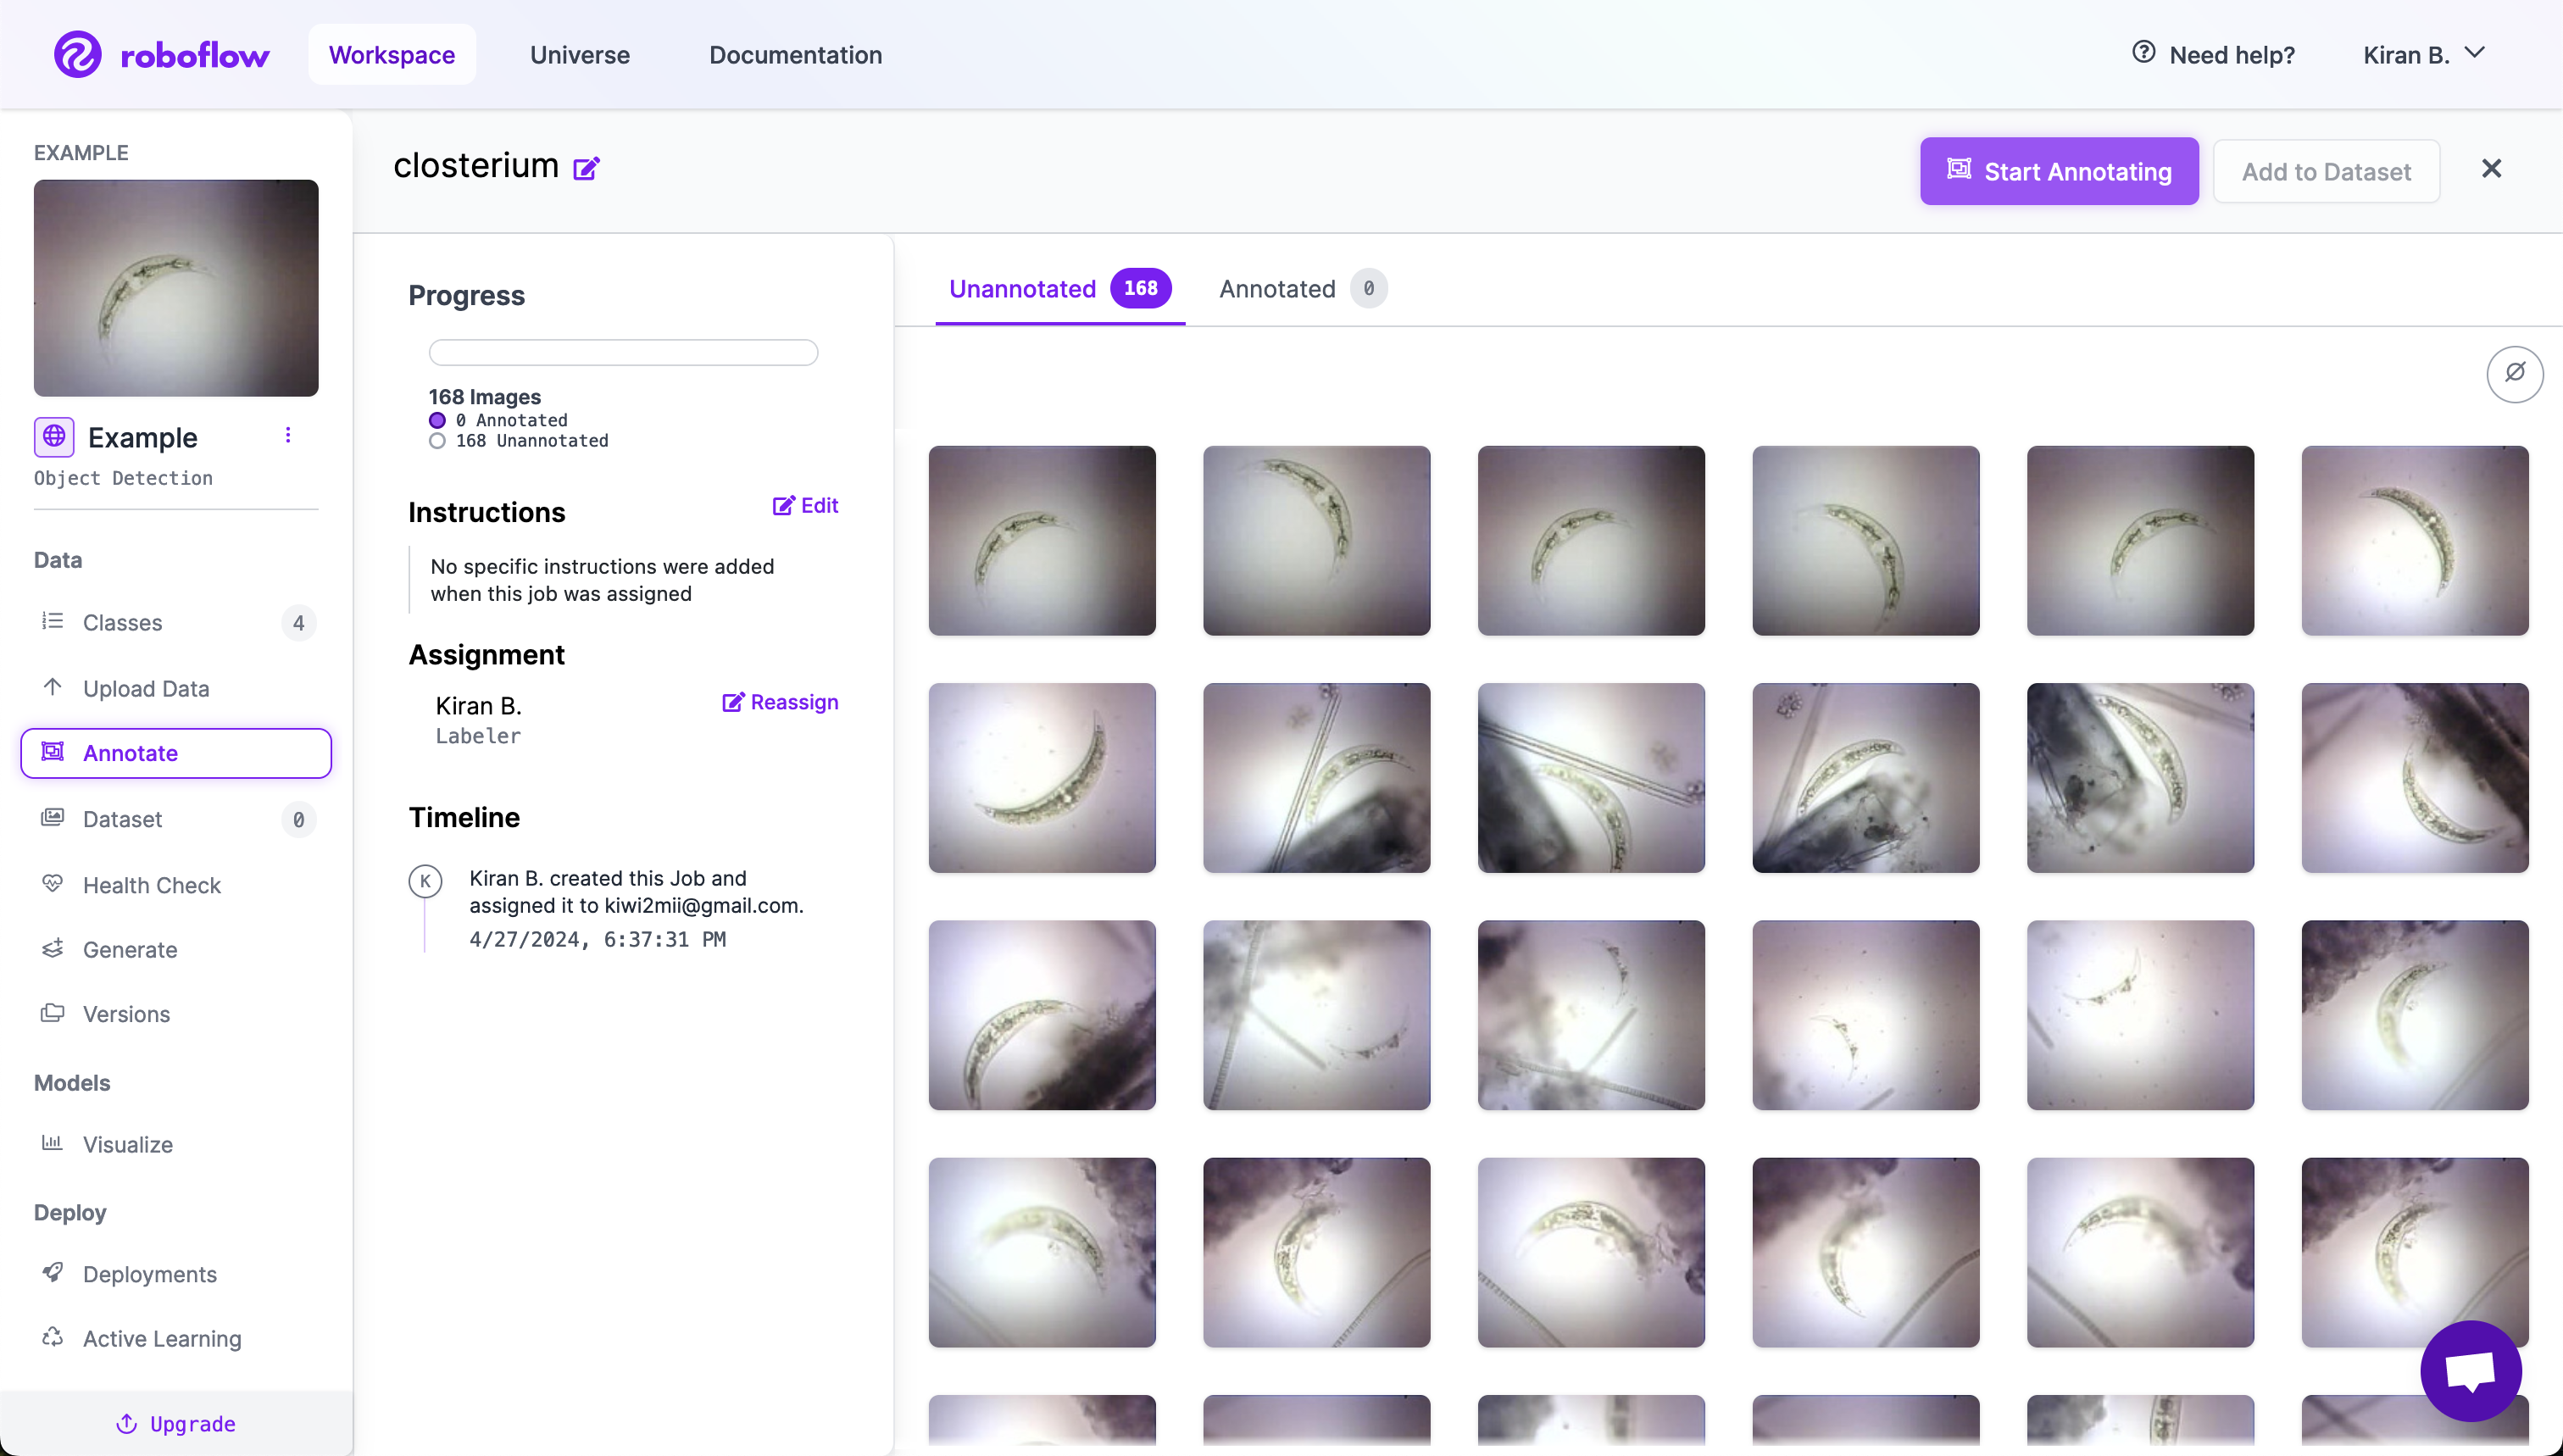 roboflow
Workspace
Universe
Documentation
Need help?
Kiran B.
EXAMPLE
Example
Object Detection
Data
Classes 4
Upload Data
Annotate
Dataset 0
Health Check
Generate
Versions
Models
Visualize
Deploy
Deployments
Active Learning
Upgrade
closterium
Start Annotating
Add to Dataset
Progress
168 Images
0 Annotated
168 Unannotated
Instructions
Edit
No specific instructions were added
when this job was assigned
Assignment
Kiran B.
Labeler
Reassign
Timeline
K
Kiran B. created this Job and
assigned it to kiwi2mii@gmail.com.
4/27/2024, 6:37:31 PM
Unannotated 168
Annotated 0